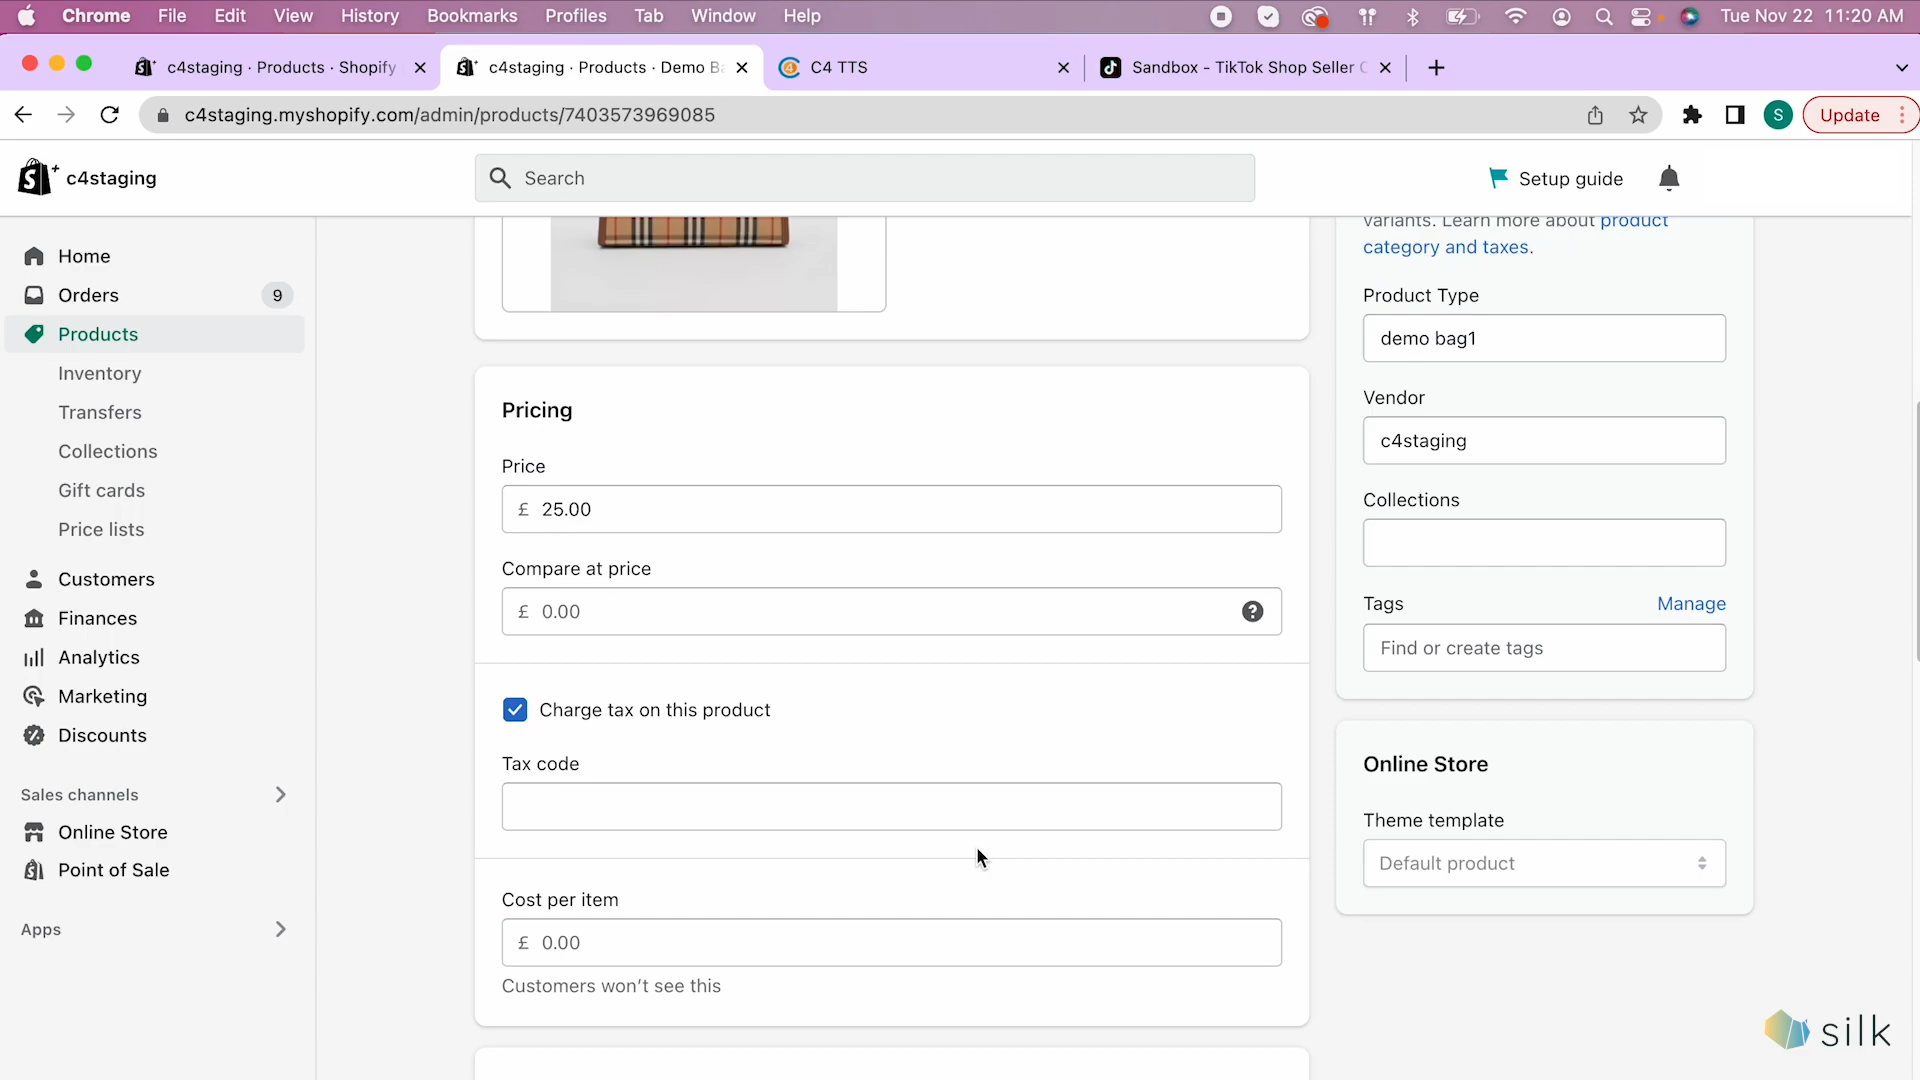 Chrome File Edit View History Bookmarks Profiles Tab Window Help Tue Nov 22 11:20 AM
c4staging · Products · Shopify c4staging · Products · Demo B C4 TTS Sandbox - TikTok Shop Seller C
c4staging.myshopify.com/admin/products/7403573969085 S Update
c4staging
Search
Setup guide
Home
Orders 9
Products
Inventory
Transfers
Collections
Gift cards
Price lists
Customers
Finances
Analytics
Marketing
Discounts
Sales channels
Online Store
Point of Sale
Apps
Pricing
Price
£ 25.00
Compare at price
£ 0.00
Charge tax on this product
Tax code
Cost per item
£ 0.00
Customers won't see this
variants. Learn more about product
category and taxes.
Product Type
demo bag1
Vendor
c4staging
Collections
Tags Manage
Find or create tags
Online Store
Theme template
Default product
silk